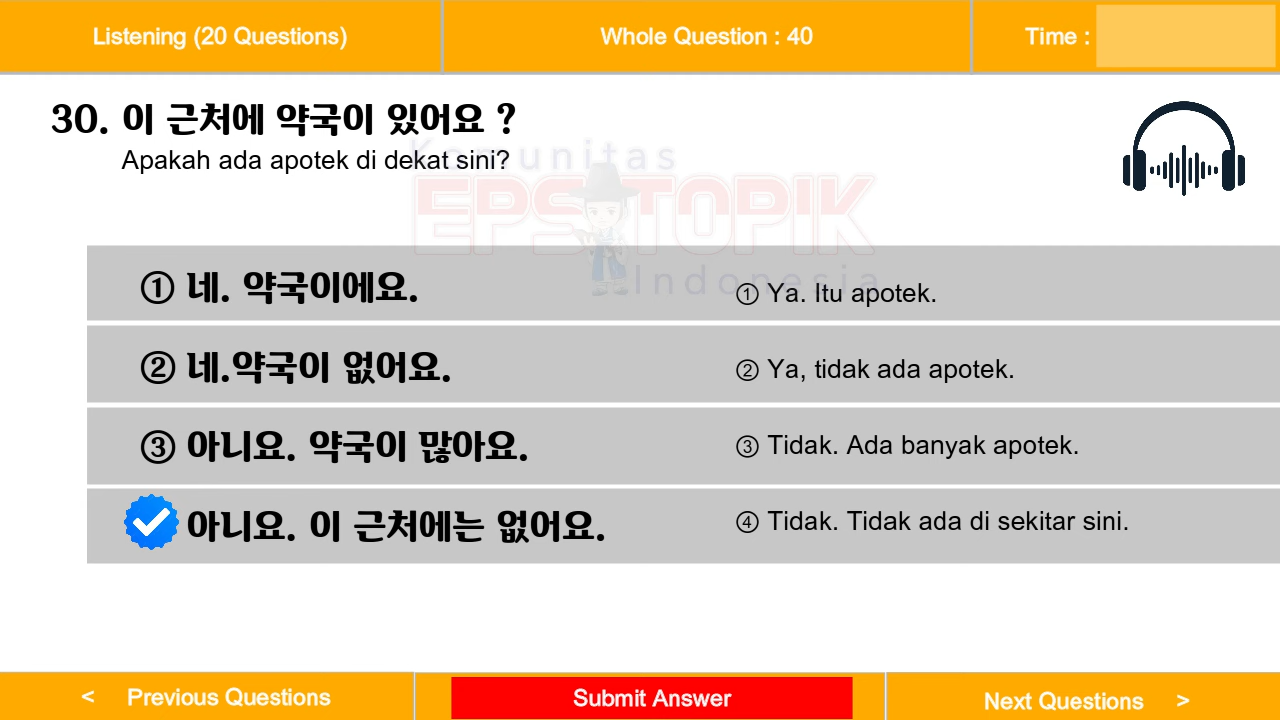 Listening (20 Questions)
Whole Question : 40
Time :
30. 이 근처에 약국이 있어요 ?
Apakah ada apotek di dekat sini?
Komunitas
EPS TOPIK
Indonesia
① 네. 약국이에요.
① Ya. Itu apotek.
② 네.약국이 없어요.
② Ya, tidak ada apotek.
③ 아니요. 약국이 많아요.
③ Tidak. Ada banyak apotek.
아니요. 이 근처에는 없어요.
④ Tidak. Tidak ada di sekitar sini.
< Previous Questions
Submit Answer
Next Questions >